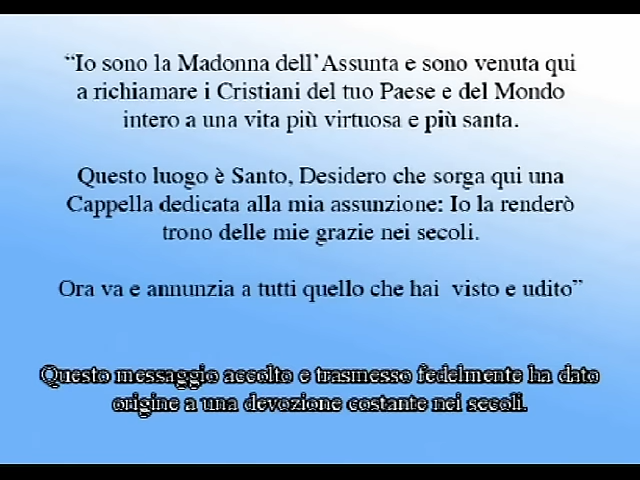 “Io sono la Madonna dell’Assunta e sono venuta qui
a richiamare i Cristiani del tuo Paese e del Mondo
intero a una vita più virtuosa e più santa.
Questo luogo è Santo, Desidero che sorga qui una
Cappella dedicata alla mia assunzione: Io la renderò
trono delle mie grazie nei secoli.
Ora va e annunzia a tutti quello che hai  visto e udito”
Questo messaggio accolto e trasmesso fedelmente ha dato
origine a una devozione costante nei secoli.